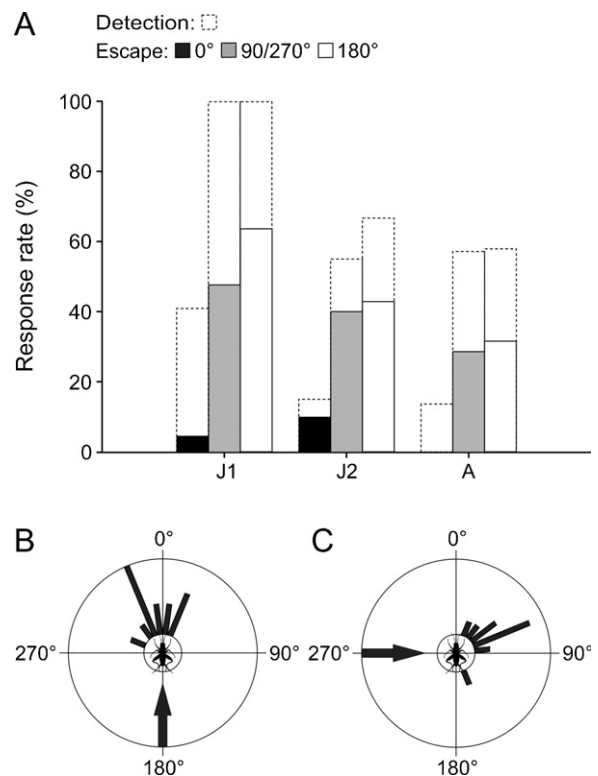 A
Detection:
Escape: 0° 90/270° 180°
Response rate (%)
100
80
60
40
20
0
J1 J2 A
B C
0° 0°
270° 90° 270° 90°
180° 180°